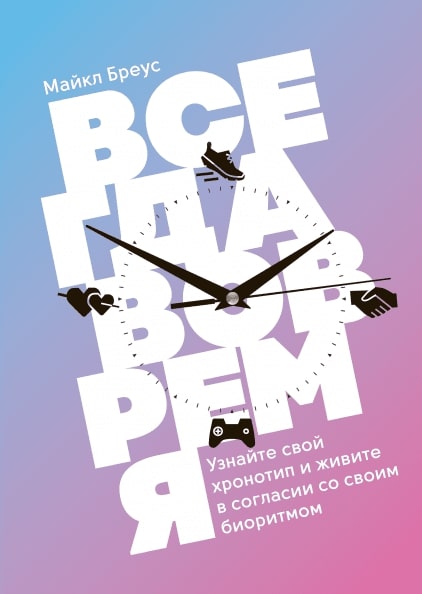 Майкл Бреус
ВСЕ
ГДА
ВОВ
РЕМ
Я
Узнайте свой
хронотип и живите
в согласии со своим
биоритмом